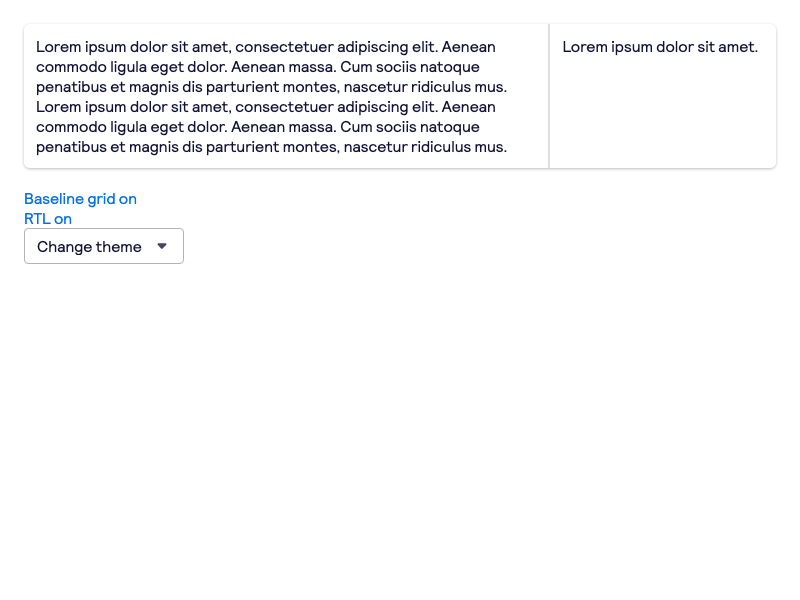 Lorem ipsum dolor sit amet, consectetuer adipiscing elit. Aenean
commodo ligula eget dolor. Aenean massa. Cum sociis natoque
penatibus et magnis dis parturient montes, nascetur ridiculus mus.
Lorem ipsum dolor sit amet, consectetuer adipiscing elit. Aenean
commodo ligula eget dolor. Aenean massa. Cum sociis natoque
penatibus et magnis dis parturient montes, nascetur ridiculus mus.
Lorem ipsum dolor sit amet.
Baseline grid on
RTL on
Change theme